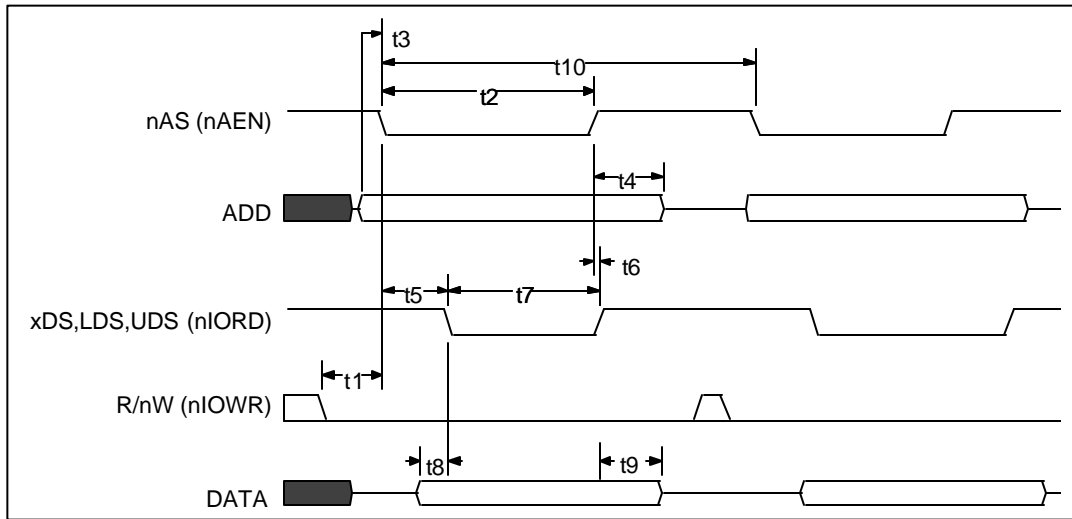 t3
t10
t2
nAS (nAEN)
t4
ADD
t6
t5
t7
xDS,LDS,UDS (nIORD)
t1
R/nW (nIOWR)
t8
t9
DATA